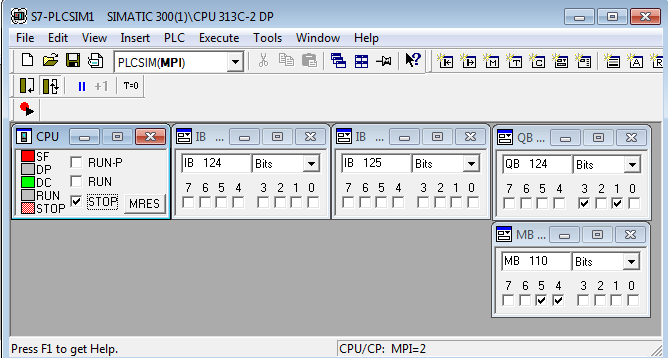 S7-PLCSIM1    SIMATIC 300(1)\CPU 313C-2 DP
File Edit View Insert PLC Execute Tools Window Help
PLCSIM(MPI)
+1 T=0
CPU
SF
DP
DC
RUN
STOP
RUN-P
RUN
STOP
MRES
IB ...
IB 124 Bits
7 6 5 4 3 2 1 0
IB ...
IB 125 Bits
7 6 5 4 3 2 1 0
QB ...
QB 124 Bits
7 6 5 4 3 2 1 0
MB ...
MB 110 Bits
7 6 5 4 3 2 1 0
Press F1 to get Help.
CPU/CP: MPI=2